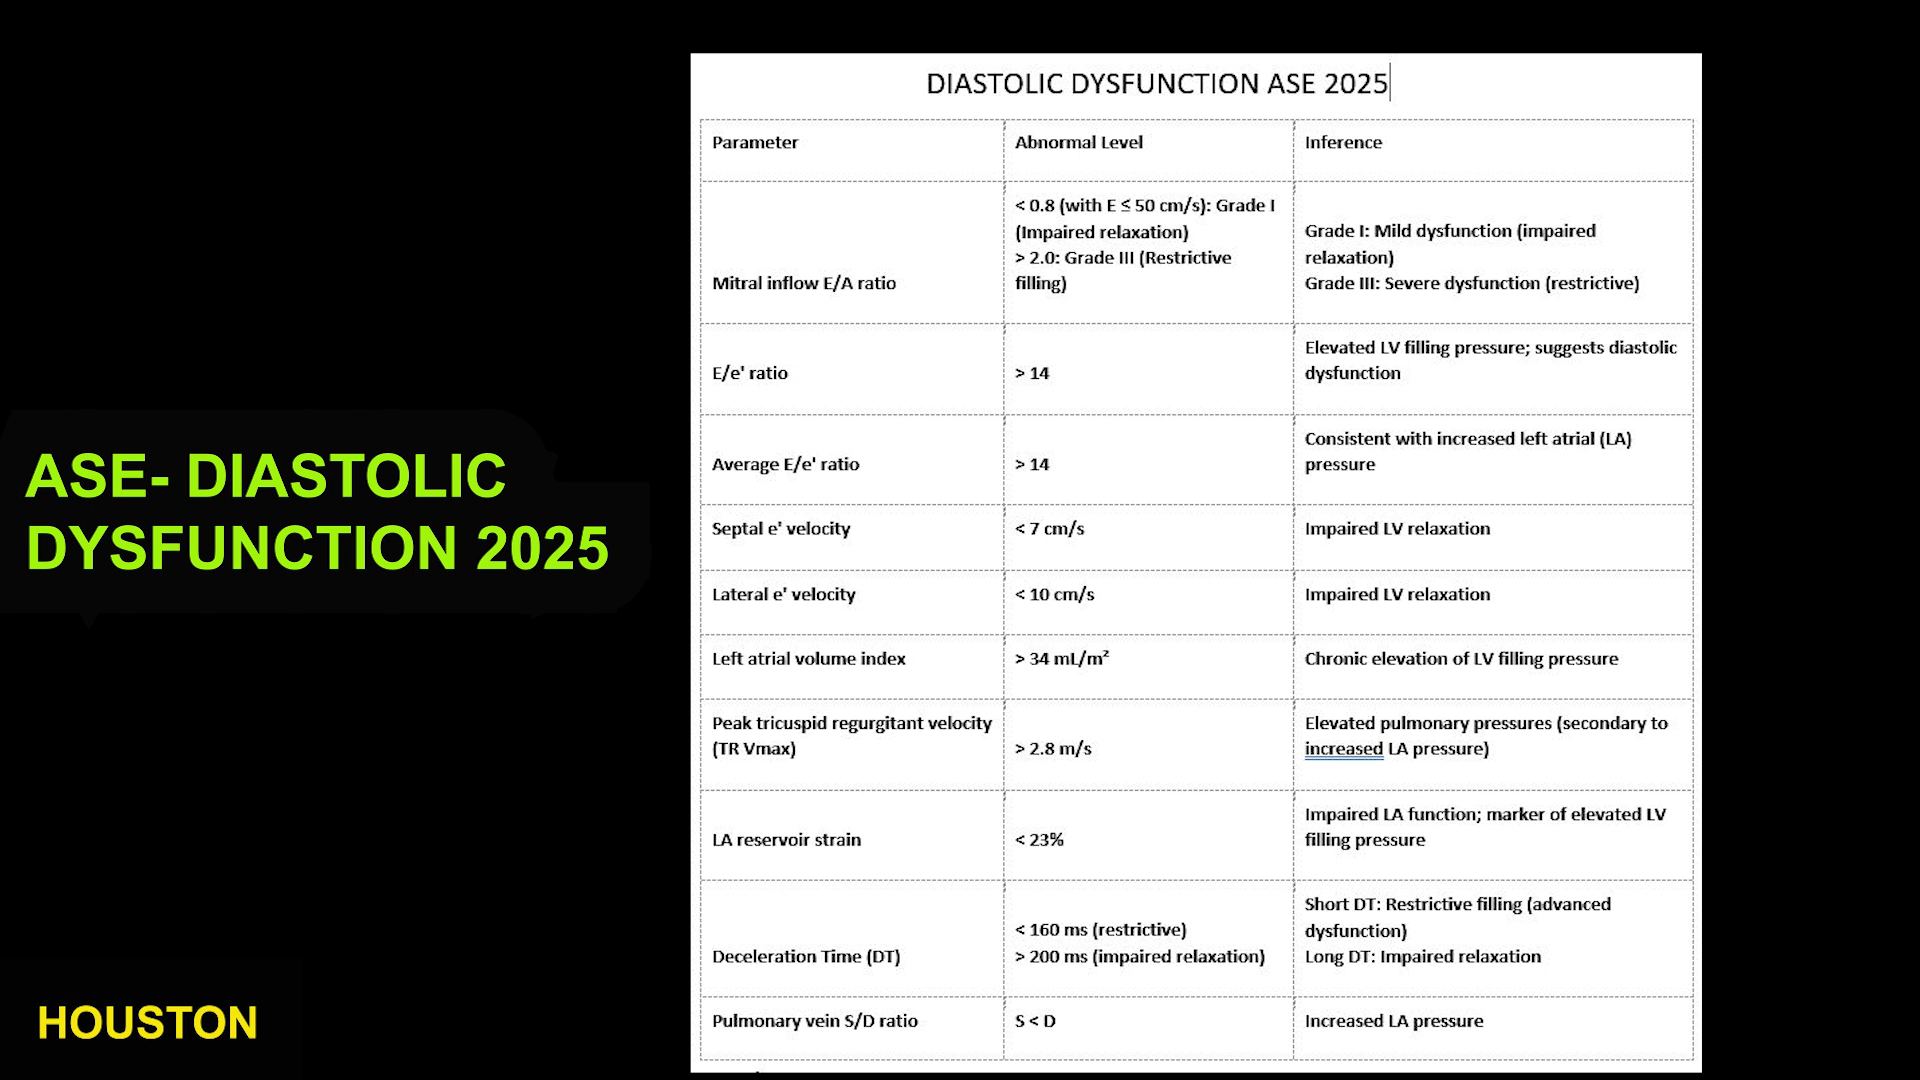 ASE- DIASTOLIC
DYSFUNCTION 2025
HOUSTON
DIASTOLIC DYSFUNCTION ASE 2025
Parameter
Abnormal Level
Inference
Mitral inflow E/A ratio
< 0.8 (with E ≤ 50 cm/s): Grade I
(Impaired relaxation)
> 2.0: Grade III (Restrictive
filling)
Grade I: Mild dysfunction (impaired
relaxation)
Grade III: Severe dysfunction (restrictive)
E/e' ratio
> 14
Elevated LV filling pressure; suggests diastolic
dysfunction
Average E/e' ratio
> 14
Consistent with increased left atrial (LA)
pressure
Septal e' velocity
< 7 cm/s
Impaired LV relaxation
Lateral e' velocity
< 10 cm/s
Impaired LV relaxation
Left atrial volume index
> 34 mL/m²
Chronic elevation of LV filling pressure
Peak tricuspid regurgitant velocity
(TR Vmax)
> 2.8 m/s
Elevated pulmonary pressures (secondary to
increased LA pressure)
LA reservoir strain
< 23%
Impaired LA function; marker of elevated LV
filling pressure
Deceleration Time (DT)
< 160 ms (restrictive)
> 200 ms (impaired relaxation)
Short DT: Restrictive filling (advanced
dysfunction)
Long DT: Impaired relaxation
Pulmonary vein S/D ratio
S < D
Increased LA pressure